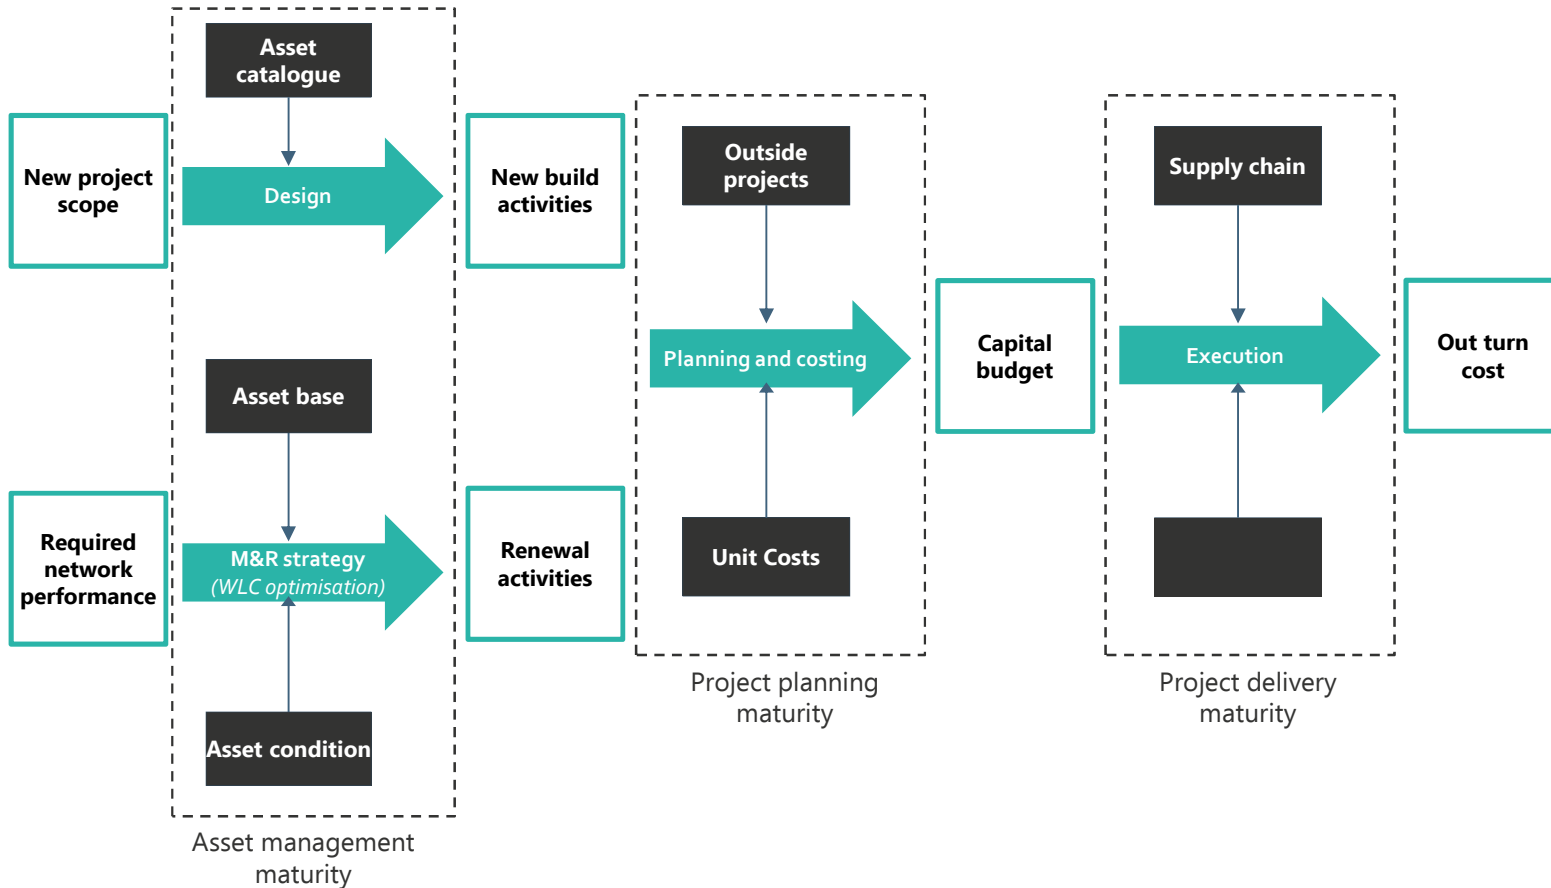 Asset
catalogue
New project
scope
Design
New build
activities
Outside
projects
Supply chain
Planning and costing
Capital
budget
Execution
Out turn
cost
Asset base
Required
network
performance
M&R strategy
(WLC optimisation)
Renewal
activities
Unit Costs
Asset condition
Project planning
maturity
Project delivery
maturity
Asset management
maturity